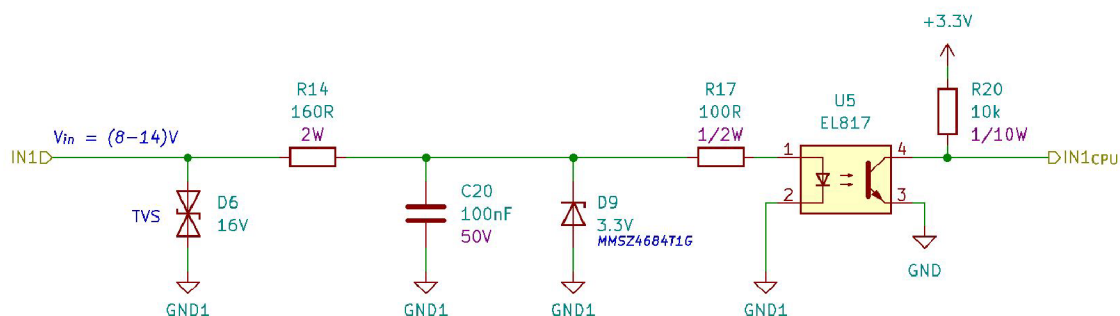 +3.3V
R14
160R
2W
R17
100R
1/2W
U5
EL817
R20
10k
1/10W
Vin = (8-14)V
IN1
1
4
IN1CPU
2
3
TVS
D6
16V
C20
100nF
50V
D9
3.3V
MMSZ4684T1G
GND
GND1
GND1
GND1
GND1